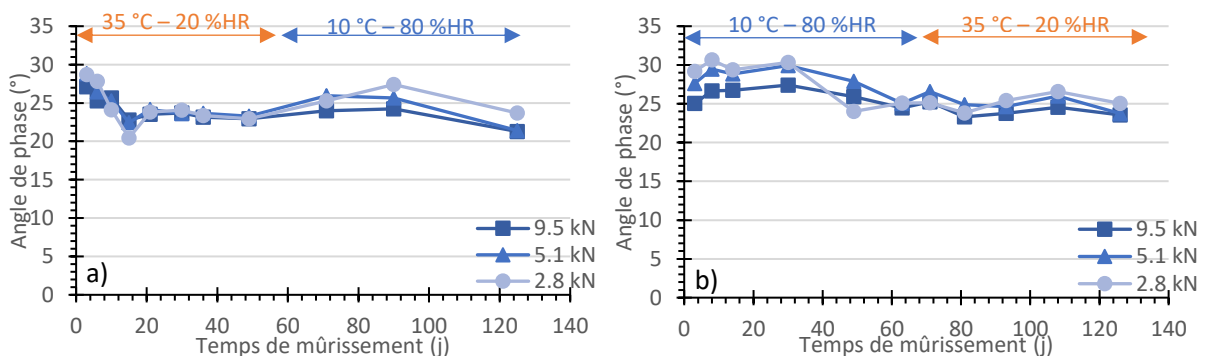 35 °C – 20 %HR
10 °C – 80 %HR
Angle de phase (°)
35
30
25
20
15
10
5
0
a)
9.5 kN
5.1 kN
2.8 kN
0 20 40 60 80 100 120 140
Temps de mûrissement (j)
10 °C – 80 %HR
35 °C – 20 %HR
Angle de phase (°)
35
30
25
20
15
10
5
0
b)
9.5 kN
5.1 kN
2.8 kN
0 20 40 60 80 100 120 140
Temps de mûrissement (j)